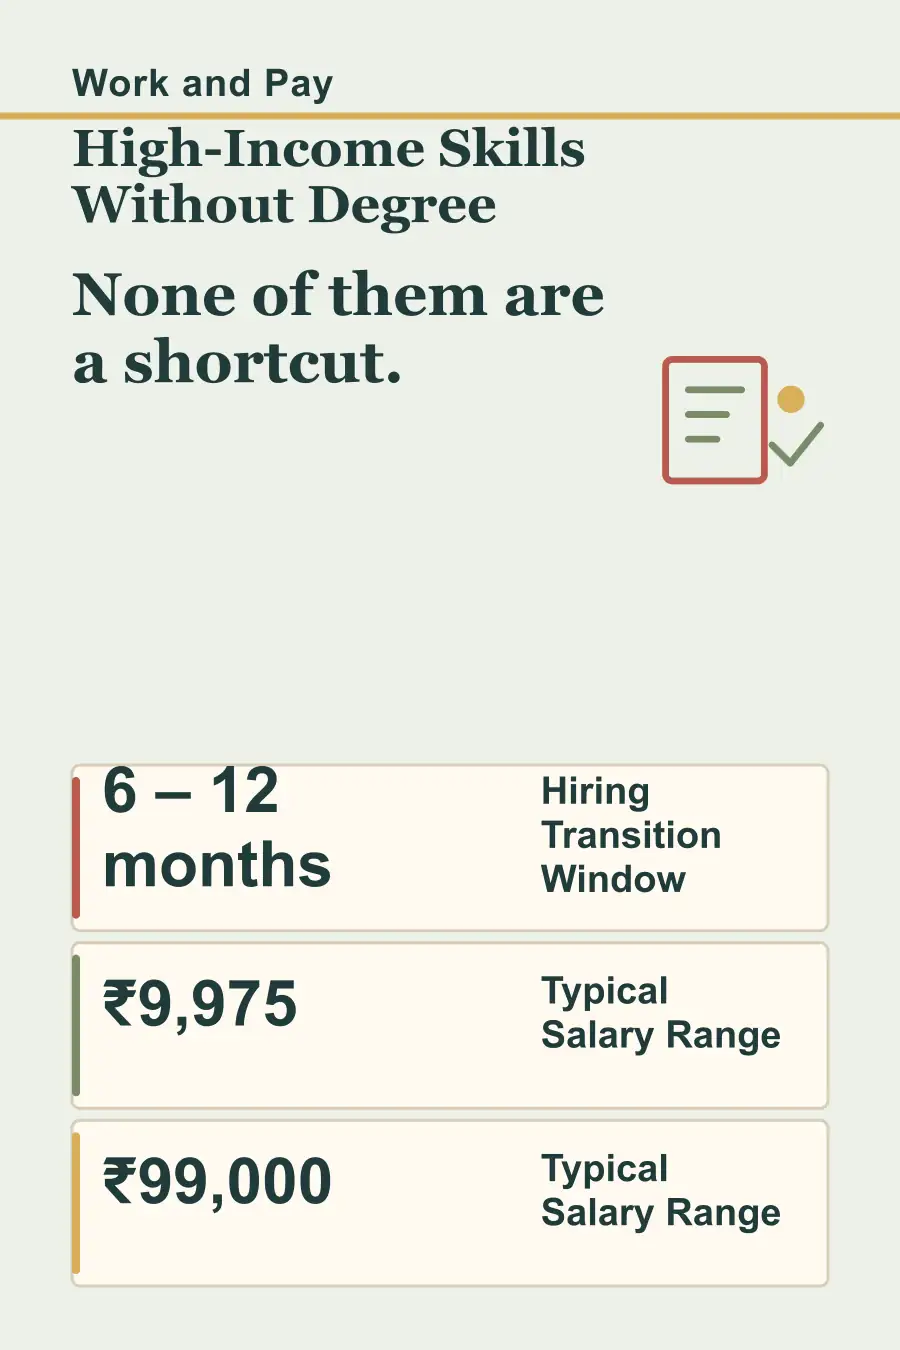 Work and Pay
High-Income Skills
Without Degree
None of them are
a shortcut.
6 – 12
months
Hiring
Transition
Window
₹9,975
Typical
Salary Range
₹99,000
Typical
Salary Range